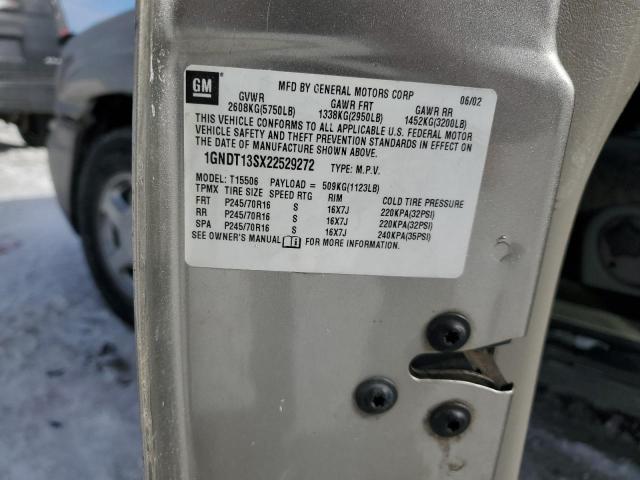 GM
MFD BY GENERAL MOTORS CORP 06/02
GVWR GAWR FRT GAWR RR
2608KG(5750LB) 1338KG(2950LB) 1452KG(3200LB)
THIS VEHICLE CONFORMS TO ALL APPLICABLE U.S. FEDERAL MOTOR
VEHICLE SAFETY AND THEFT PREVENTION STANDARDS IN EFFECT ON
THE DATE OF MANUFACTURE SHOWN ABOVE.
1GNDT13SX22529272 TYPE: M.P.V.
MODEL: T15506 PAYLOAD = 509KG(1123LB)
TPMX TIRE SIZE SPEED RTG RIM COLD TIRE PRESSURE
FRT P245/70R16 S 16X7J 220KPA(32PSI)
RR P245/70R16 S 16X7J 220KPA(32PSI)
SPA P245/70R16 S 16X7J 240KPA(35PSI)
SEE OWNER'S MANUAL FOR MORE INFORMATION.